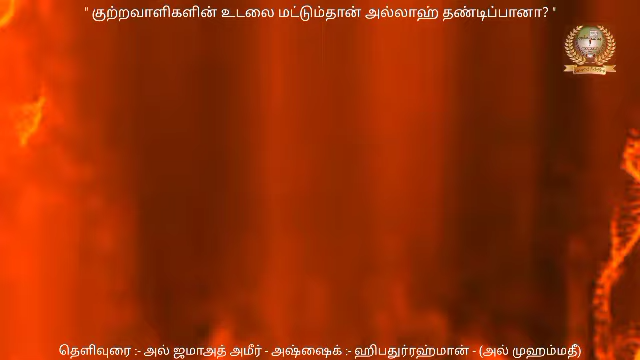 " குற்றவாளிகளின் உடலை மட்டும்தான் அல்லாஹ் தண்டிப்பானா? "
தெளிவுரை :- அல் ஜமாஅத் அமீர் - அஷ்ஷைக் :- ஹிபதுர்ரஹ்மான் - (அல் முஹம்மதீ)